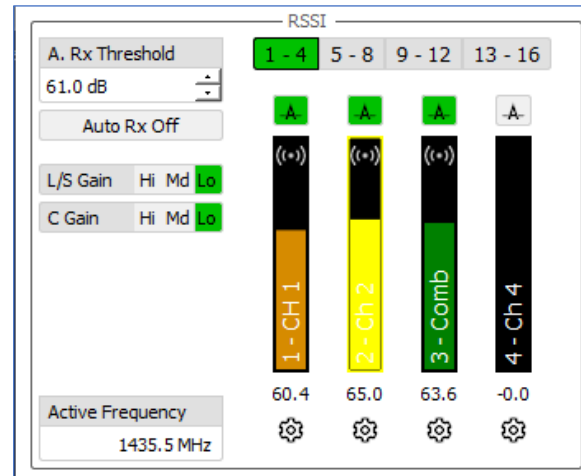 RSSI
A. Rx Threshold
61.0 dB
Auto Rx Off
L/S Gain Hi Md Lo
C Gain Hi Md Lo
Active Frequency
1435.5 MHz
1 - 4 5 - 8 9 - 12 13 - 16
A A A A
1 - CH 1
2 - Ch 2
3 - Comb
4 - Ch 4
60.4 65.0 63.6 -0.0